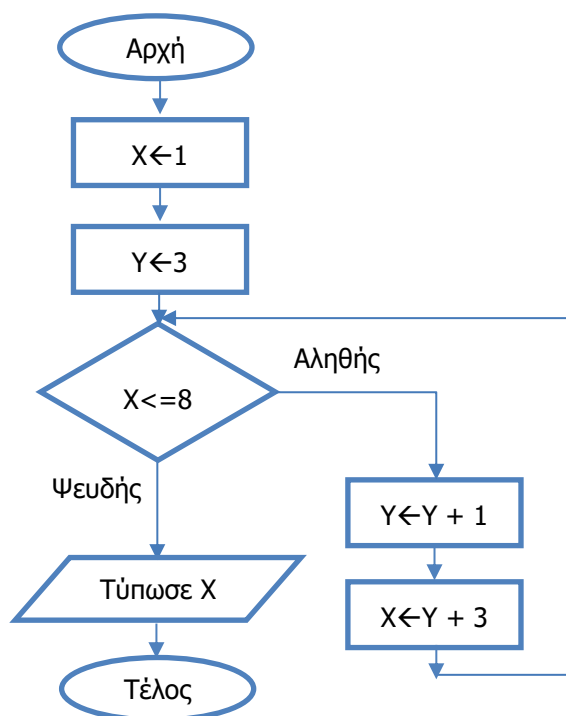 Αρχή
Χ←1
Υ←3
Αληθής
Χ<=8
Ψευδής
Υ←Υ + 1
Τύπωσε Χ
Χ←Υ + 3
Τέλος